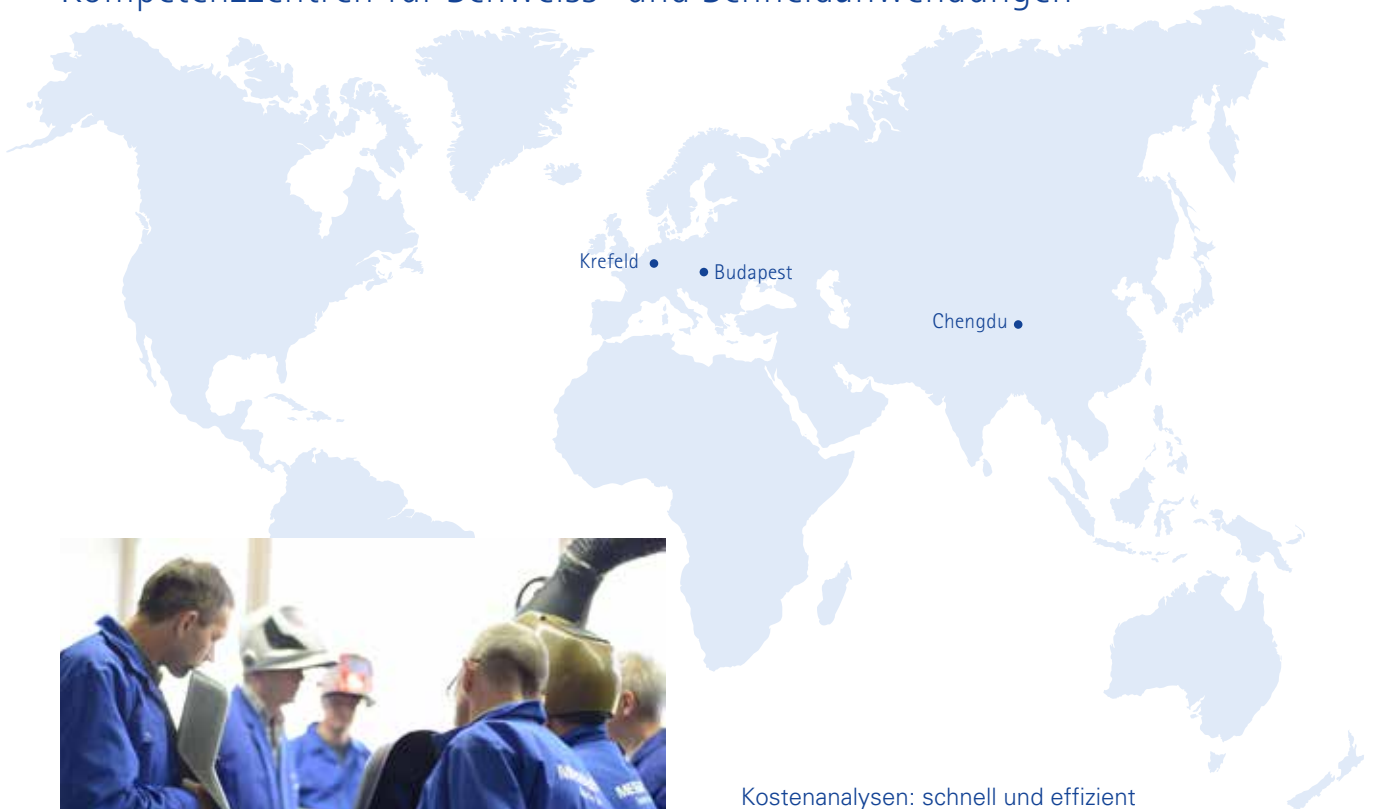 Kompetenzzentren für Schweiss- und Schneidanwendungen
Krefeld
Budapest
Chengdu
Kostenanalysen: schnell und effizient